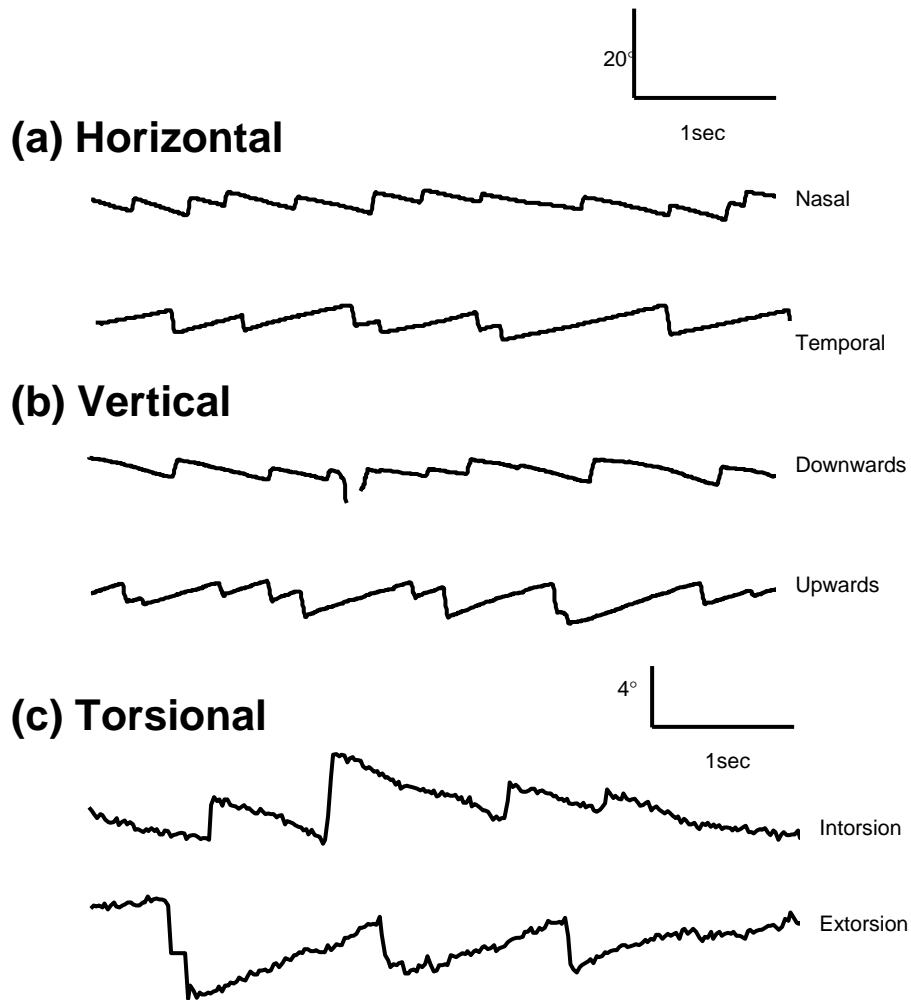 20°
1sec
(a) Horizontal
Nasal
Temporal
(b) Vertical
Downwards
Upwards
4°
(c) Torsional
1sec
Intorsion
Extorsion